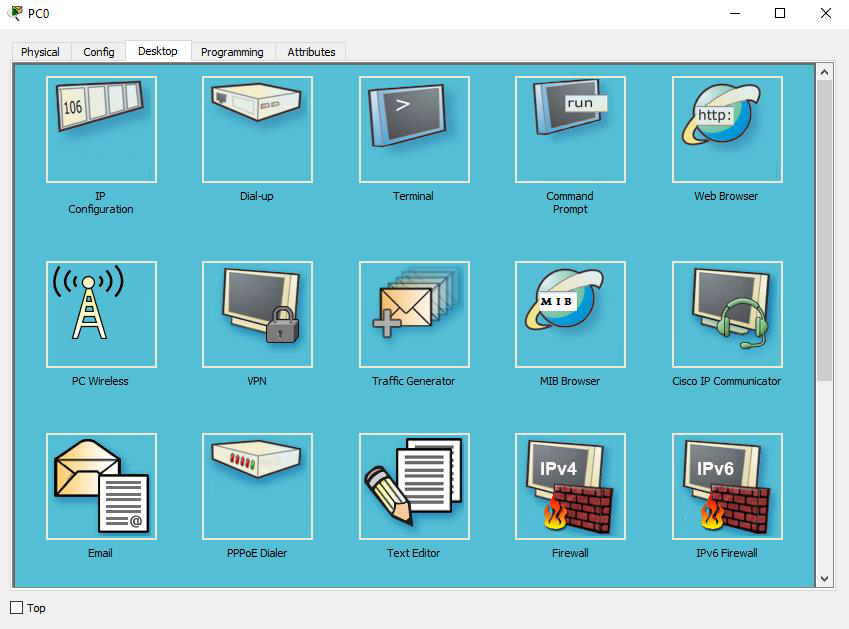 PC0
Physical Config Desktop Programming Attributes
106
>
run
http:
IP
Configuration
Dial-up
Terminal
Command
Prompt
Web Browser
MIB
PC Wireless
VPN
Traffic Generator
MIB Browser
Cisco IP Communicator
@
IPv4
IPv6
Email
PPPoE Dialer
Text Editor
Firewall
IPv6 Firewall
Top